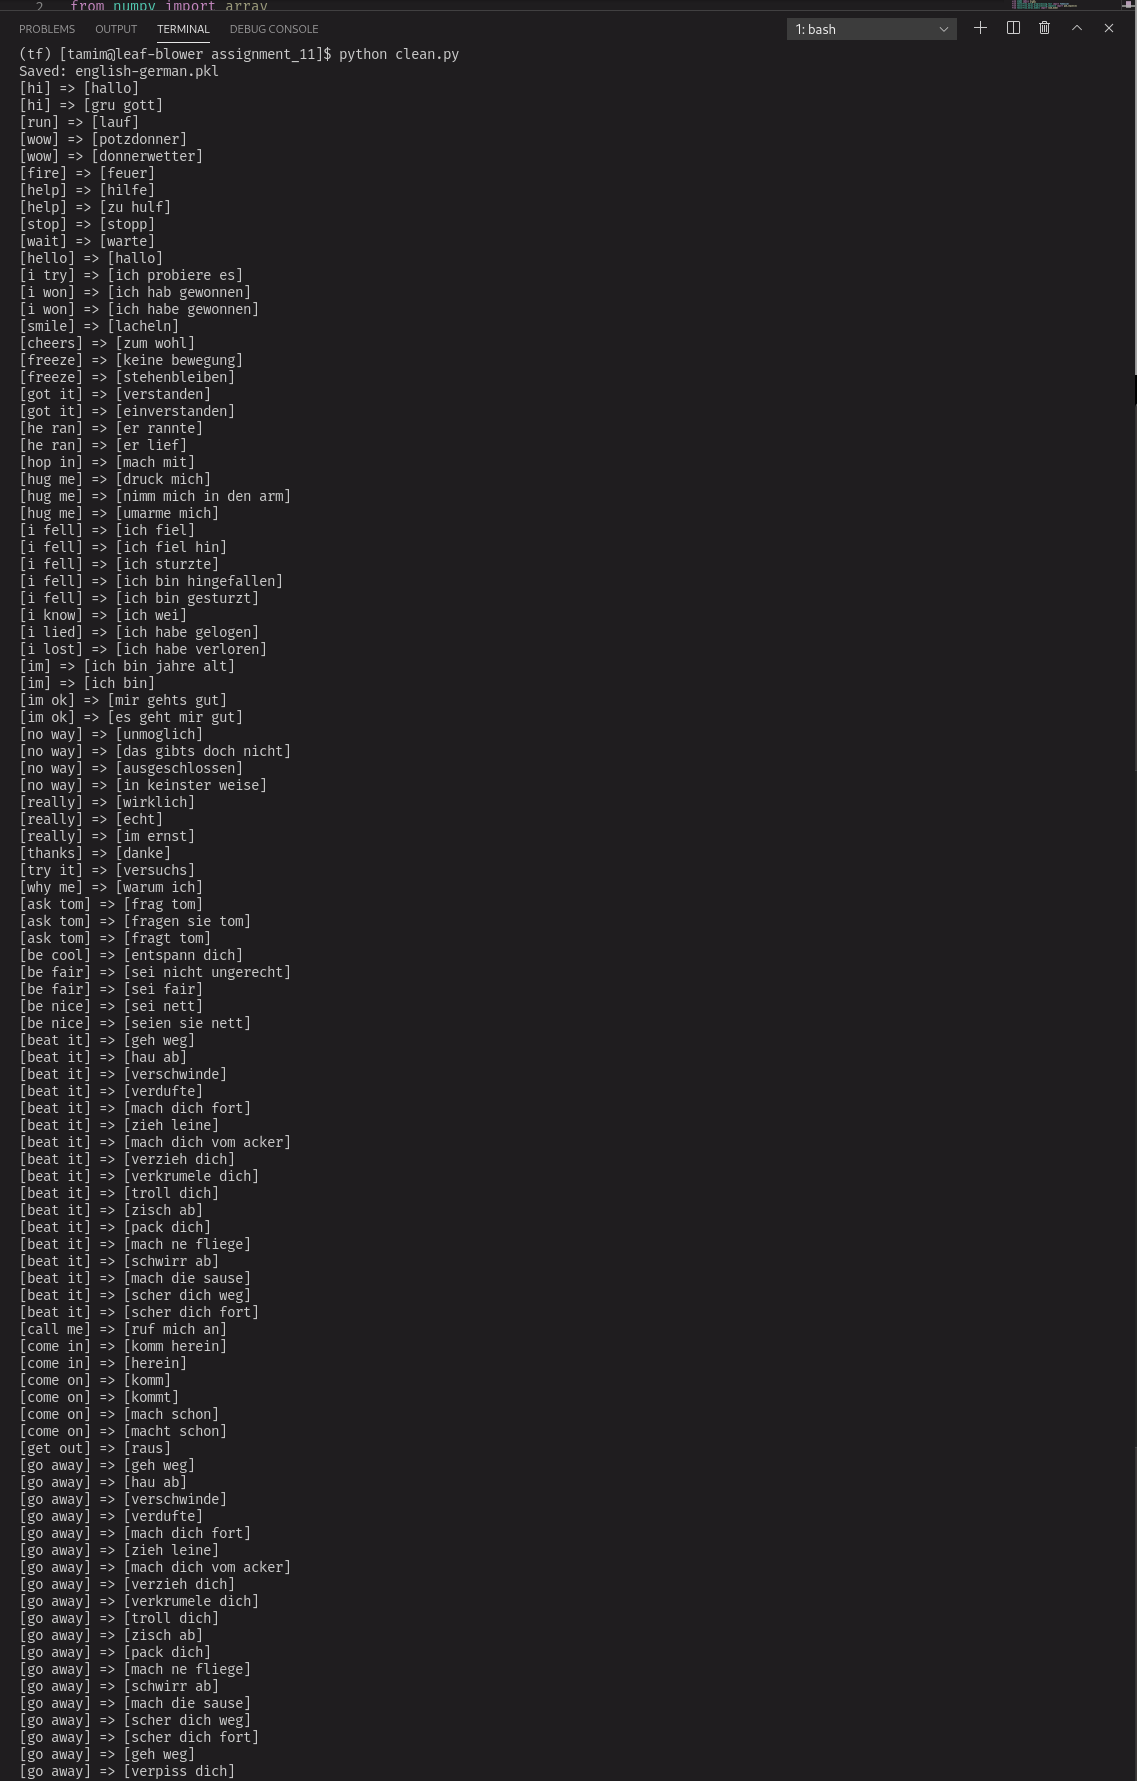 2 from numpy import array
PROBLEMS OUTPUT TERMINAL DEBUG CONSOLE 1: bash
(tf) [tamim@leaf-blower assignment_11]$ python clean.py
Saved: english-german.pkl
[hi] => [hallo]
[hi] => [gru gott]
[run] => [lauf]
[wow] => [potzdonner]
[wow] => [donnerwetter]
[fire] => [feuer]
[help] => [hilfe]
[help] => [zu hulf]
[stop] => [stopp]
[wait] => [warte]
[hello] => [hallo]
[i try] => [ich probiere es]
[i won] => [ich hab gewonnen]
[i won] => [ich habe gewonnen]
[smile] => [lacheln]
[cheers] => [zum wohl]
[freeze] => [keine bewegung]
[freeze] => [stehenbleiben]
[got it] => [verstanden]
[got it] => [einverstanden]
[he ran] => [er rannte]
[he ran] => [er lief]
[hop in] => [mach mit]
[hug me] => [druck mich]
[hug me] => [nimm mich in den arm]
[hug me] => [umarme mich]
[i fell] => [ich fiel]
[i fell] => [ich fiel hin]
[i fell] => [ich sturzte]
[i fell] => [ich bin hingefallen]
[i fell] => [ich bin gesturzt]
[i know] => [ich wei]
[i lied] => [ich habe gelogen]
[i lost] => [ich habe verloren]
[im] => [ich bin jahre alt]
[im] => [ich bin]
[im ok] => [mir gehts gut]
[im ok] => [es geht mir gut]
[no way] => [unmoglich]
[no way] => [das gibts doch nicht]
[no way] => [ausgeschlossen]
[no way] => [in keinster weise]
[really] => [wirklich]
[really] => [echt]
[really] => [im ernst]
[thanks] => [danke]
[try it] => [versuchs]
[why me] => [warum ich]
[ask tom] => [frag tom]
[ask tom] => [fragen sie tom]
[ask tom] => [fragt tom]
[be cool] => [entspann dich]
[be fair] => [sei nicht ungerecht]
[be fair] => [sei fair]
[be nice] => [sei nett]
[be nice] => [seien sie nett]
[beat it] => [geh weg]
[beat it] => [hau ab]
[beat it] => [verschwinde]
[beat it] => [verdufte]
[beat it] => [mach dich fort]
[beat it] => [zieh leine]
[beat it] => [mach dich vom acker]
[beat it] => [verzieh dich]
[beat it] => [verkrumele dich]
[beat it] => [troll dich]
[beat it] => [zisch ab]
[beat it] => [pack dich]
[beat it] => [mach ne fliege]
[beat it] => [schwirr ab]
[beat it] => [mach die sause]
[beat it] => [scher dich weg]
[beat it] => [scher dich fort]
[call me] => [ruf mich an]
[come in] => [komm herein]
[come in] => [herein]
[come on] => [komm]
[come on] => [kommt]
[come on] => [mach schon]
[come on] => [macht schon]
[get out] => [raus]
[go away] => [geh weg]
[go away] => [hau ab]
[go away] => [verschwinde]
[go away] => [verdufte]
[go away] => [mach dich fort]
[go away] => [zieh leine]
[go away] => [mach dich vom acker]
[go away] => [verzieh dich]
[go away] => [verkrumele dich]
[go away] => [troll dich]
[go away] => [zisch ab]
[go away] => [pack dich]
[go away] => [mach ne fliege]
[go away] => [schwirr ab]
[go away] => [mach die sause]
[go away] => [scher dich weg]
[go away] => [scher dich fort]
[go away] => [geh weg]
[go away] => [verpiss dich]